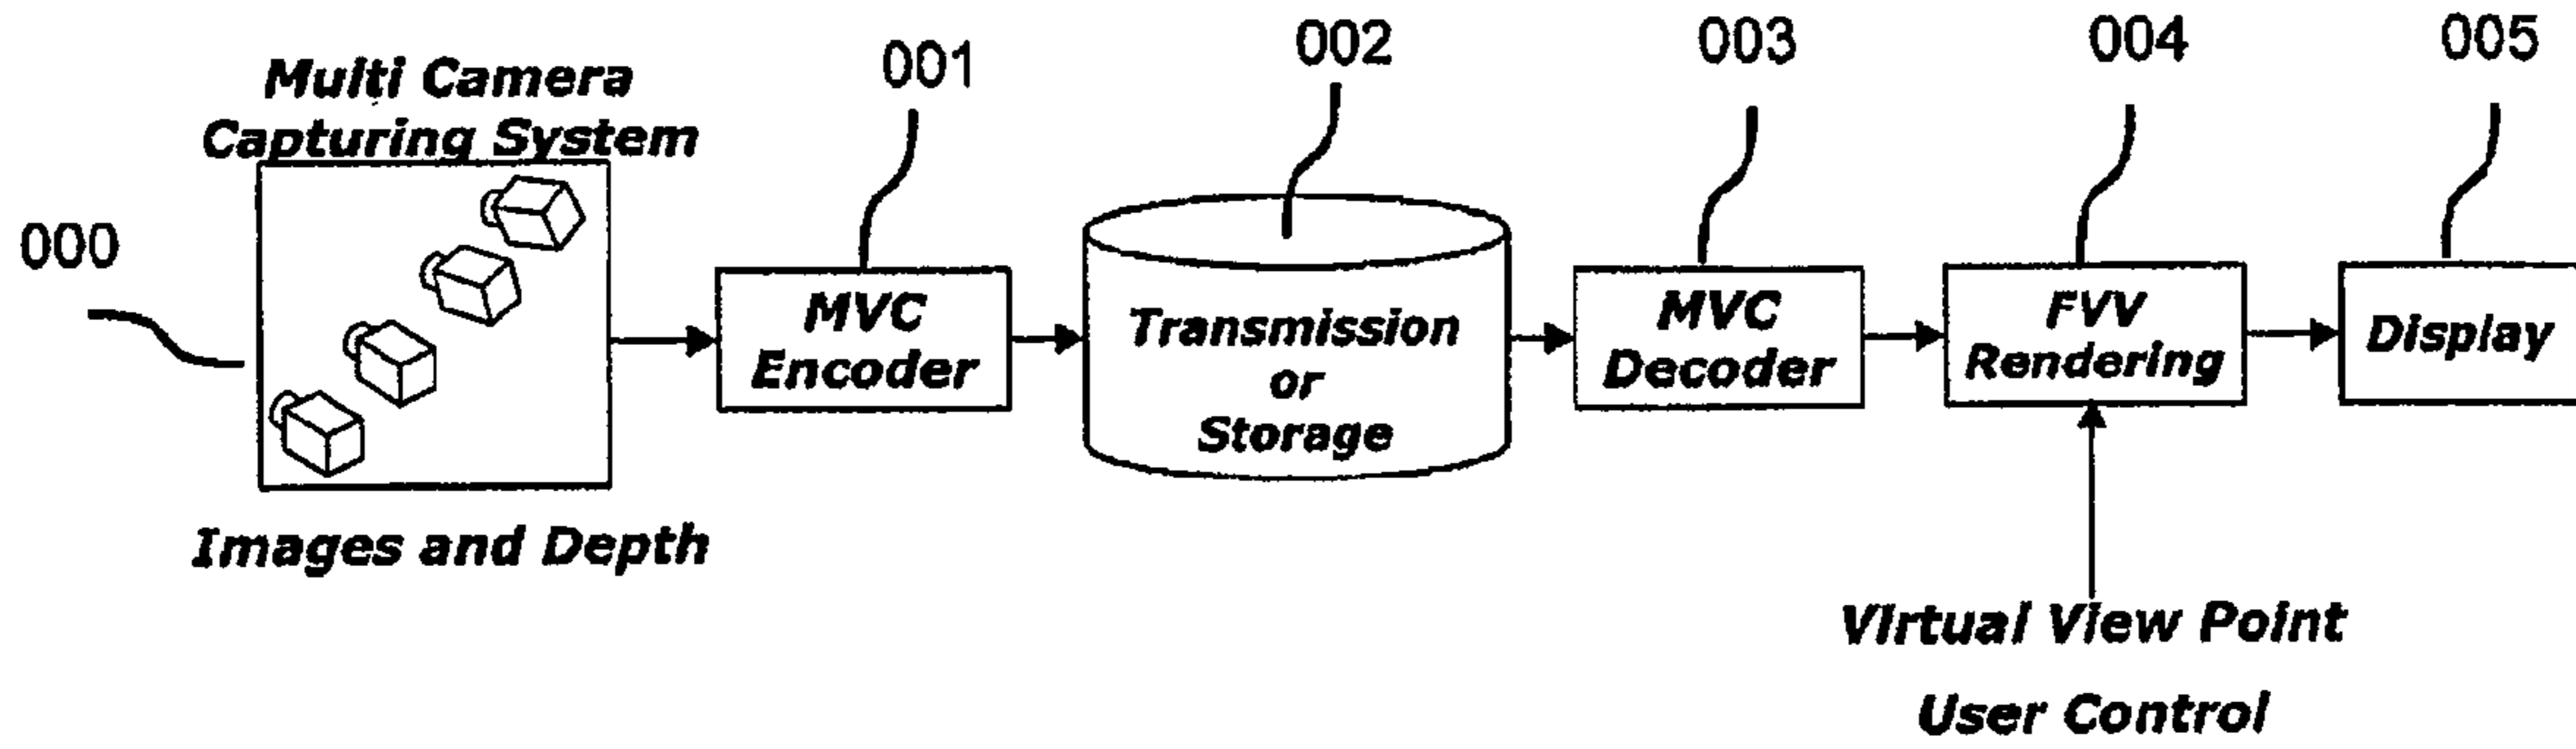 000
Multi Camera
Capturing System
Images and Depth
001
MVC
Encoder
002
Transmission
or
Storage
003
MVC
Decoder
004
FVV
Rendering
Virtual View Point
User Control
005
Display